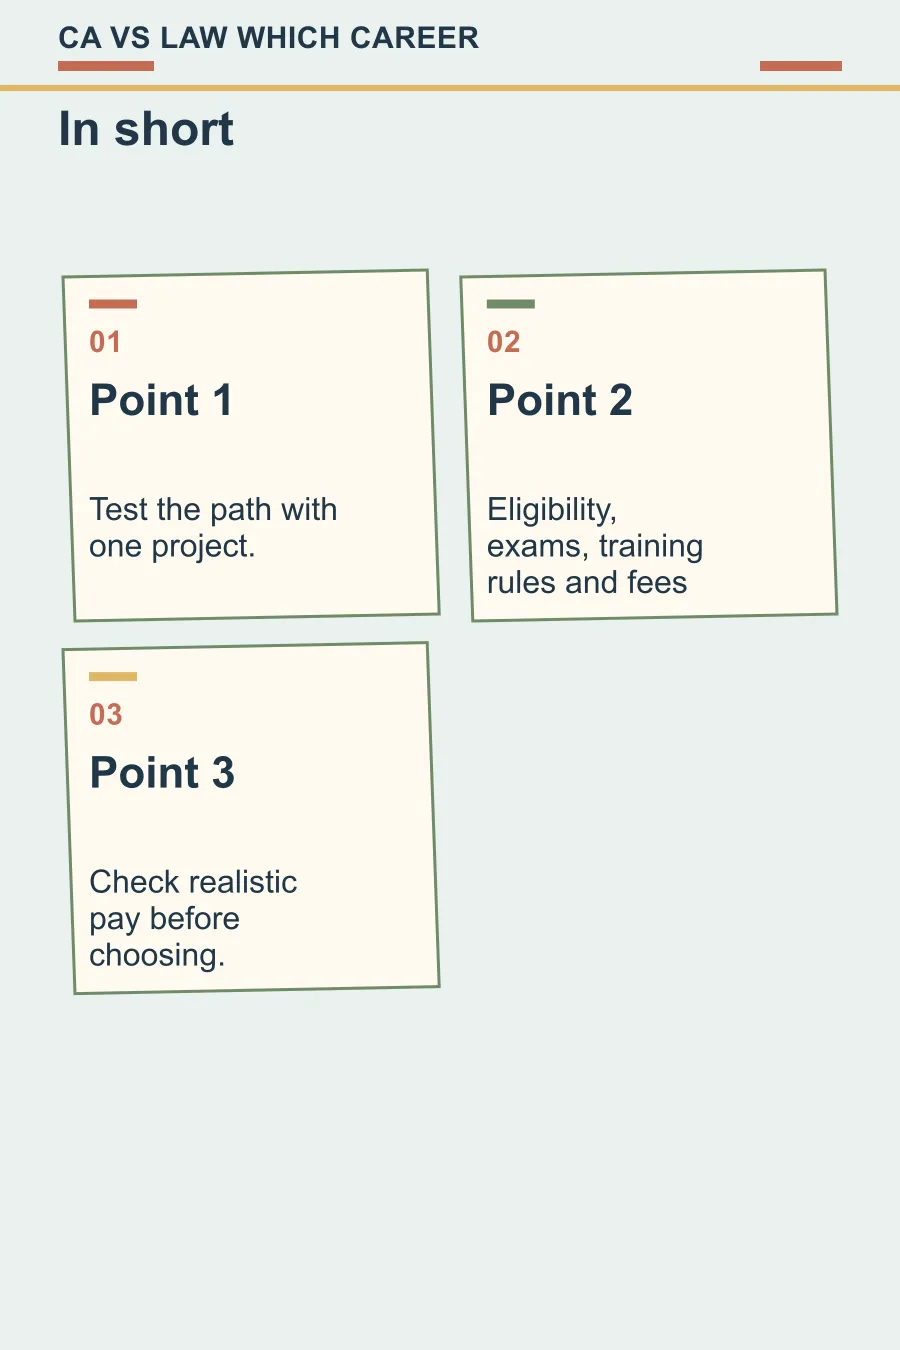 CA VS LAW WHICH CAREER
In short
01
Point 1
Test the path with
one project.
02
Point 2
Eligibility,
exams, training
rules and fees
03
Point 3
Check realistic
pay before
choosing.